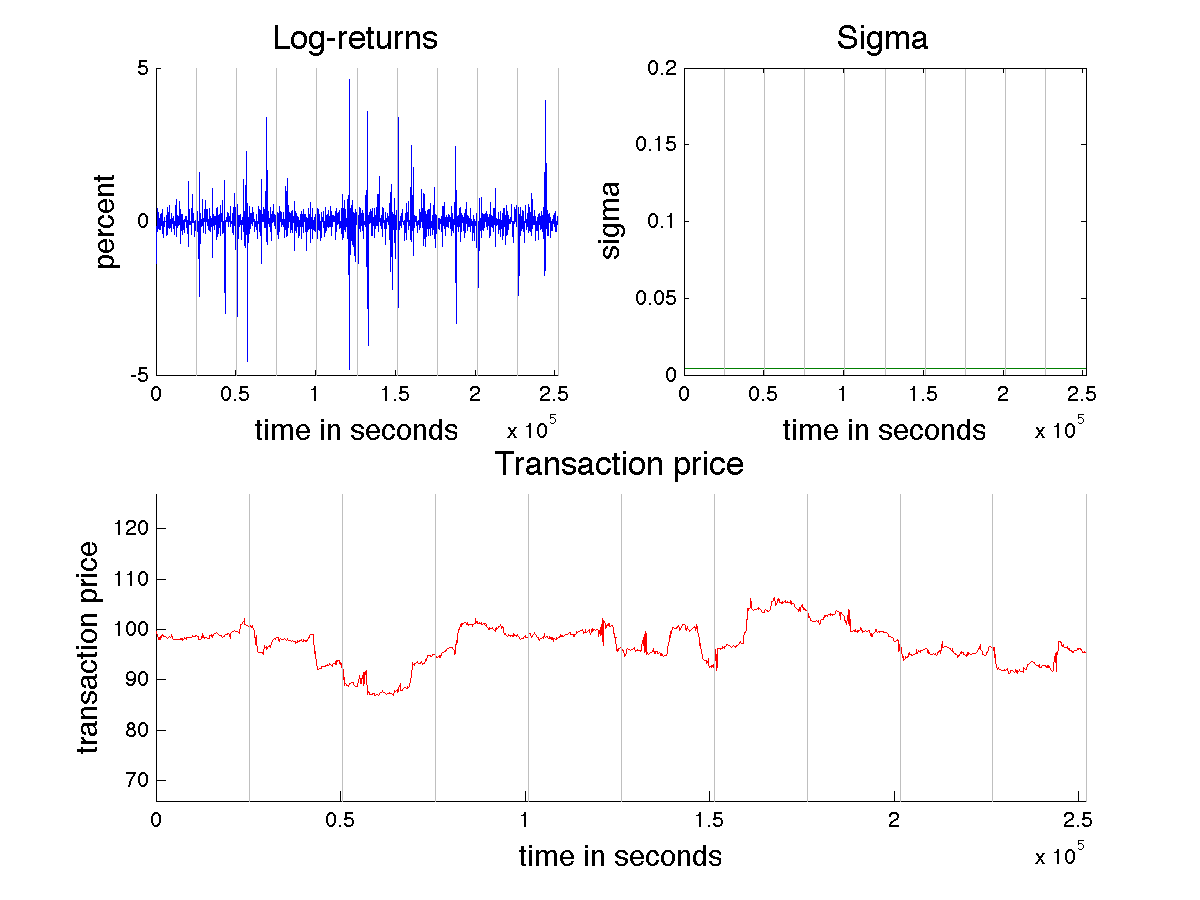 Log-returns
5
0
-5
percent
0 0.5 1 1.5 2 2.5
x 10^5
time in seconds
Sigma
0.2
0.15
0.1
0.05
0
sigma
0 0.5 1 1.5 2 2.5
x 10^5
time in seconds
Transaction price
120
110
100
90
80
70
transaction price
0 0.5 1 1.5 2 2.5
x 10^5
time in seconds